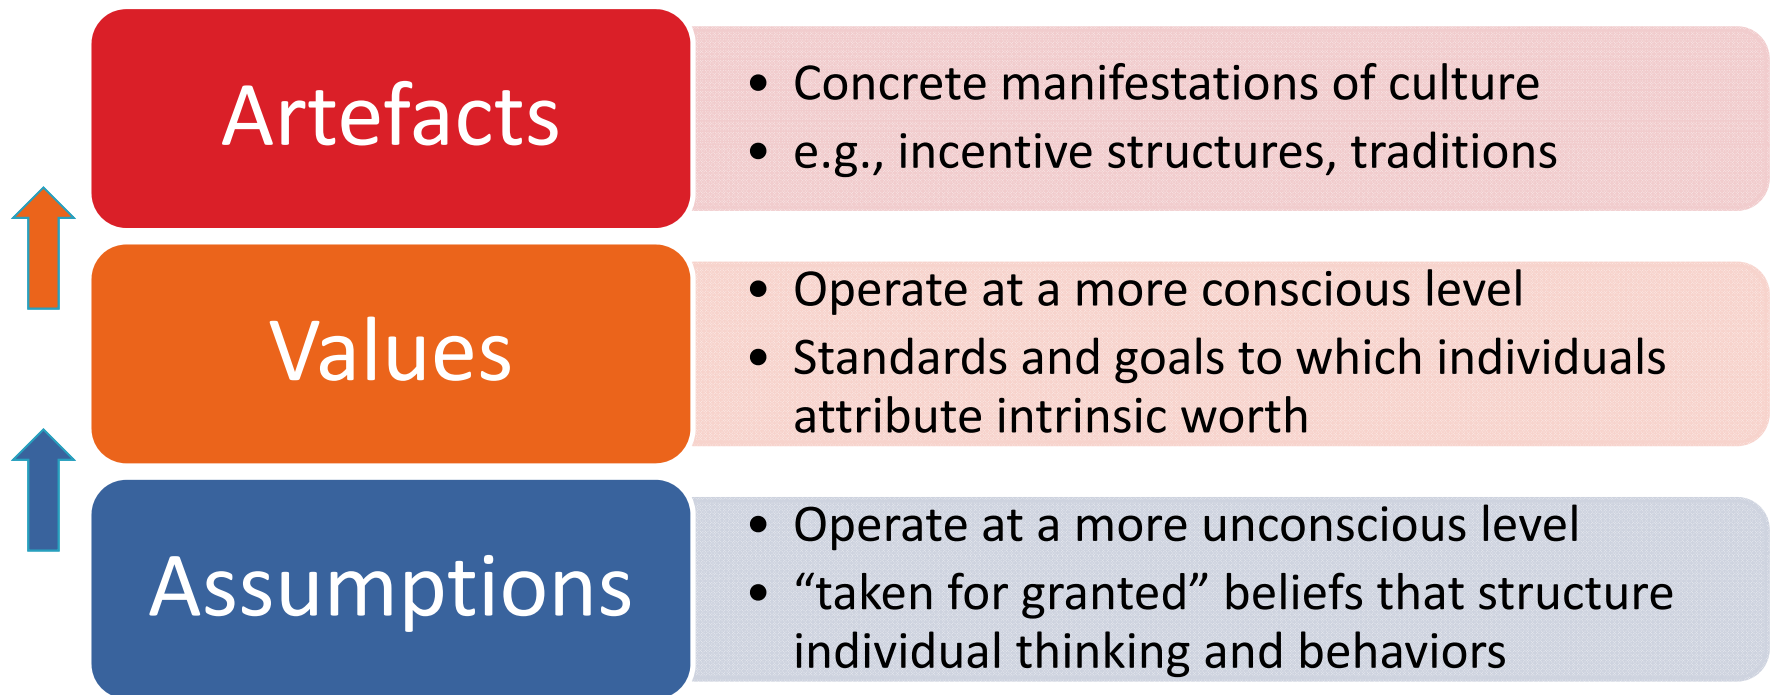 Artefacts
• Concrete manifestations of culture
• e.g., incentive structures, traditions
Values
• Operate at a more conscious level
• Standards and goals to which individuals
attribute intrinsic worth
Assumptions
• Operate at a more unconscious level
• “taken for granted” beliefs that structure
individual thinking and behaviors